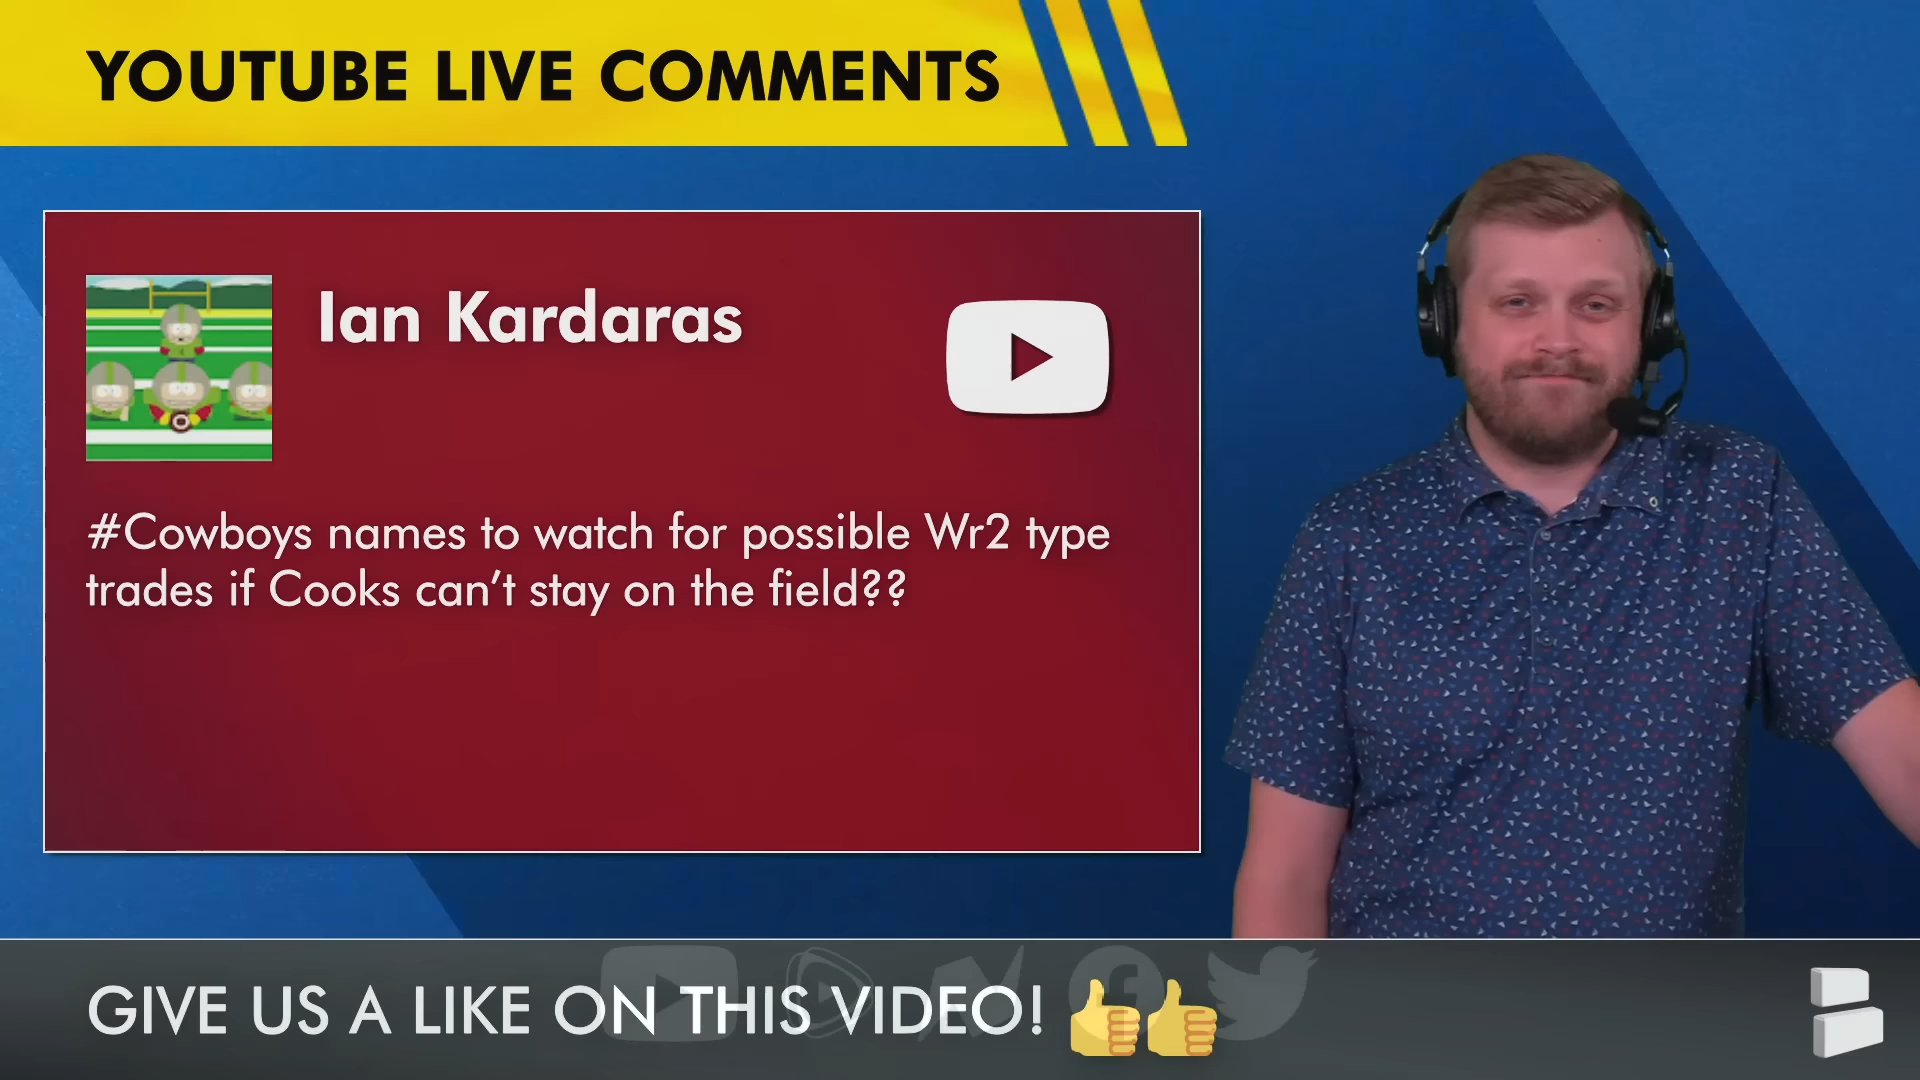 YOUTUBE LIVE COMMENTS
Ian Kardaras
#Cowboys names to watch for possible Wr2 type
trades if Cooks can't stay on the field??
GIVE US A LIKE ON THIS VIDEO! 👍👍